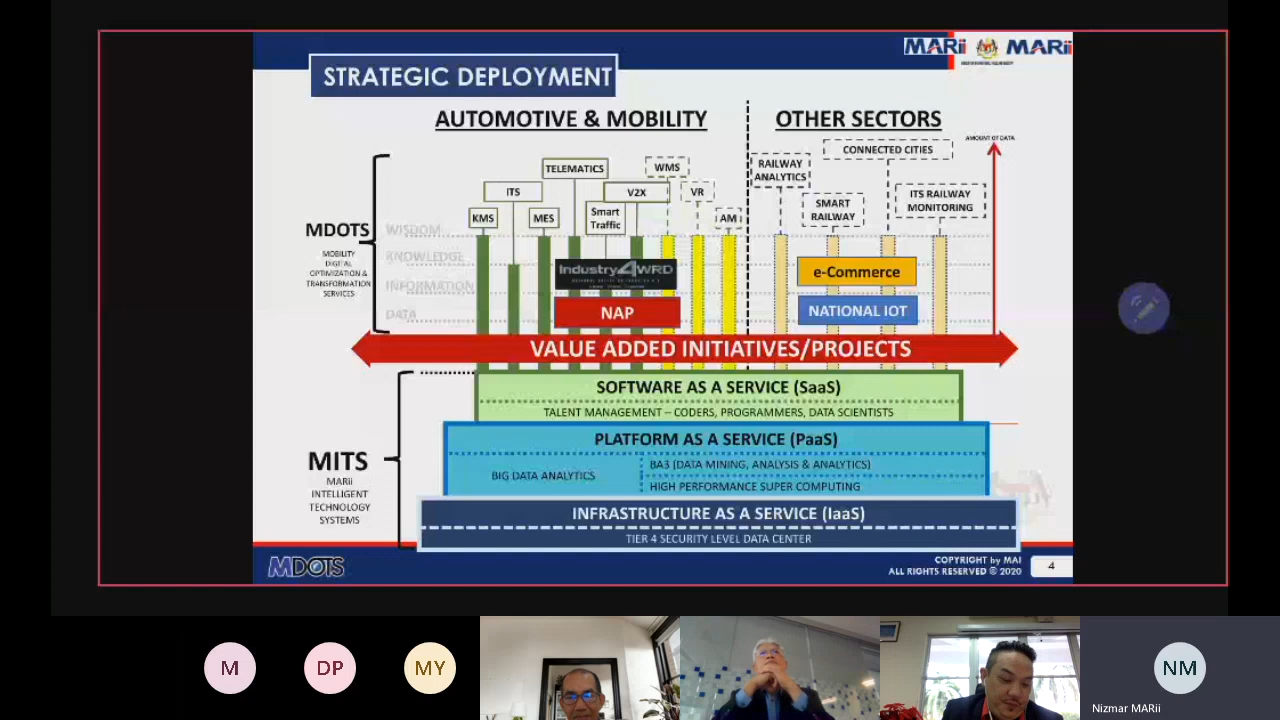 MARii MARii
STRATEGIC DEPLOYMENT
AUTOMOTIVE & MOBILITY
OTHER SECTORS
AMOUNT OF DATA
CONNECTED CITIES
TELEMATICS
WMS
RAILWAY
ANALYTICS
ITS
V2X
VR
ITS RAILWAY
MONITORING
SMART
RAILWAY
KMS
MES
Smart
Traffic
AM
MDOTS
MOBILITY
DIGITAL
OPTIMIZATION &
TRANSFORMATION
SERVICES
WISDOM
KNOWLEDGE
INFORMATION
DATA
Industry4WRD
e-Commerce
NAP
NATIONAL IOT
VALUE ADDED INITIATIVES/PROJECTS
SOFTWARE AS A SERVICE (SaaS)
TALENT MANAGEMENT – CODERS, PROGRAMMERS, DATA SCIENTISTS
PLATFORM AS A SERVICE (PaaS)
BIG DATA ANALYTICS
BA3 (DATA MINING, ANALYSIS & ANALYTICS)
HIGH PERFORMANCE SUPER COMPUTING
MITS
MARii
INTELLIGENT
TECHNOLOGY
SYSTEMS
INFRASTRUCTURE AS A SERVICE (IaaS)
TIER 4 SECURITY LEVEL DATA CENTER
MDOTS
COPYRIGHT by MAI
ALL RIGHTS RESERVED © 2020
4
M
DP
MY
NM
Nizmar MARii